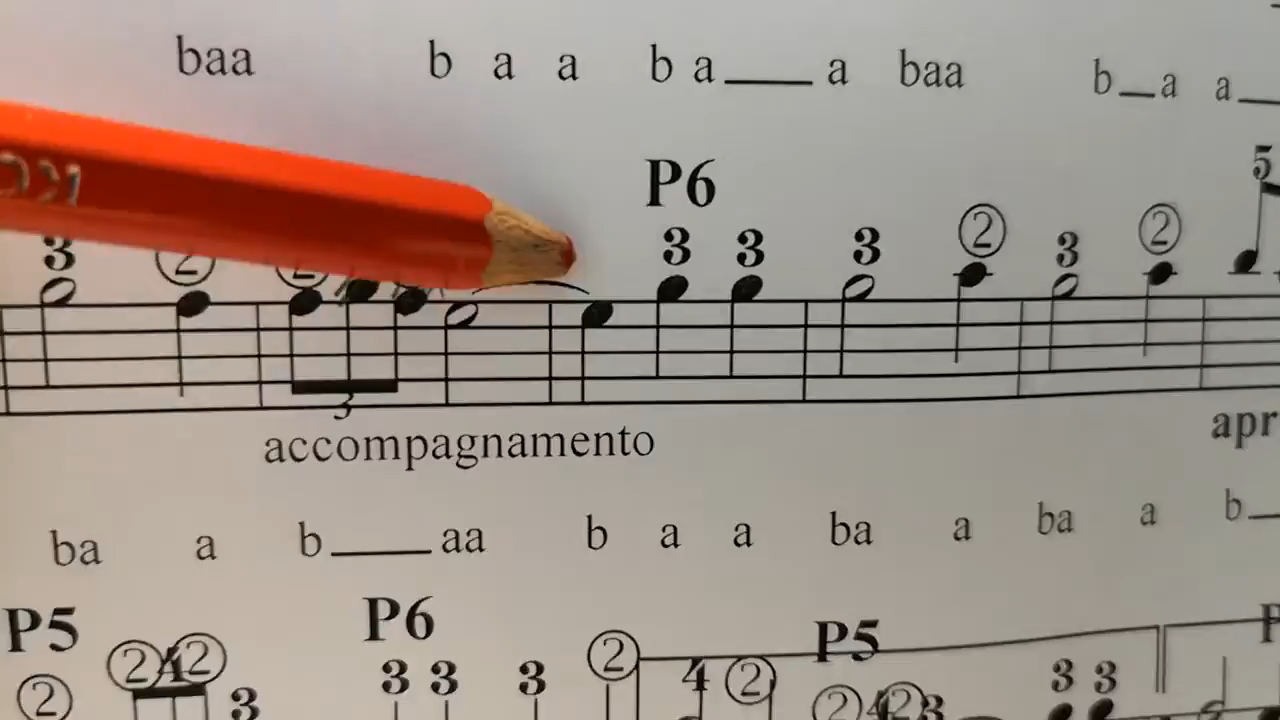 baa b a a b a a baa b a a
P6
5
3 ② ② 3 3 3 ② 3 ②
3
accompagnamento apr
ba a b aa b a a ba a ba a b
P5 P6 P5
② ② 4 ② 3 3 3 3 ② 4 ② ② 4 ② 3 3 3